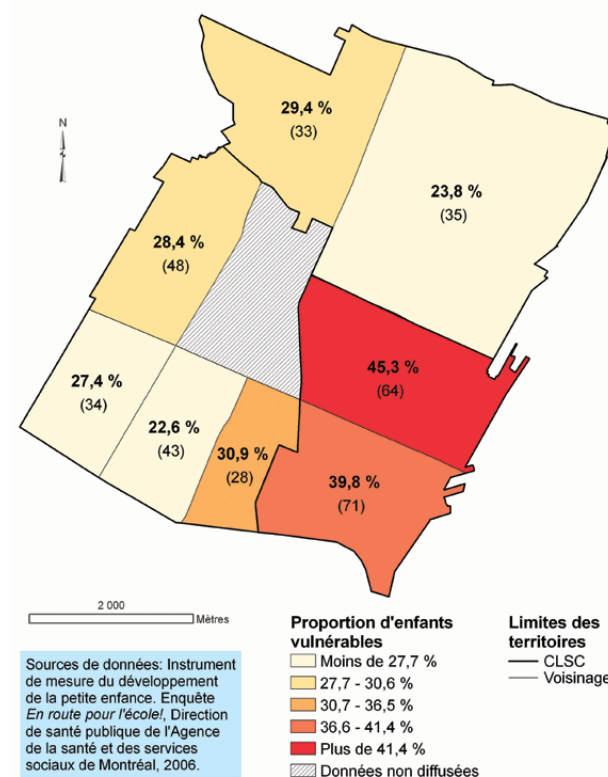 29,4 %
(33)
N
23,8 %
(35)
28,4 %
(48)
45,3 %
(64)
27,4 %
(34)
22,6 %
(43)
30,9 %
(28)
39,8 %
(71)
2 000
Mètres
Sources de données: Instrument
de mesure du développement
de la petite enfance. Enquête
En route pour l'école!, Direction
de santé publique de l'Agence
de la santé et des services
sociaux de Montréal, 2006.
Proportion d'enfants
vulnérables
Moins de 27,7 %
27,7 - 30,6 %
30,7 - 36,5 %
36,6 - 41,4 %
Plus de 41,4 %
Données non diffusées
Limites des
territoires
CLSC
Voisinage